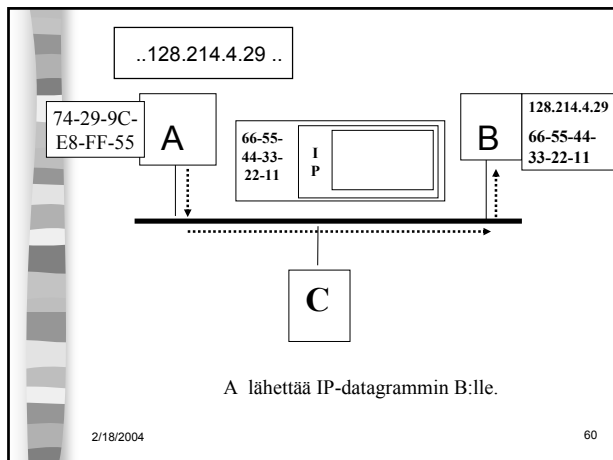 ..128.214.4.29 ..
74-29-9C-
E8-FF-55
A
66-55-
44-33-
22-11
I
P
B
128.214.4.29
66-55-44-
33-22-11
C
A lähettää IP-datagrammin B:lle.
2/18/2004
60